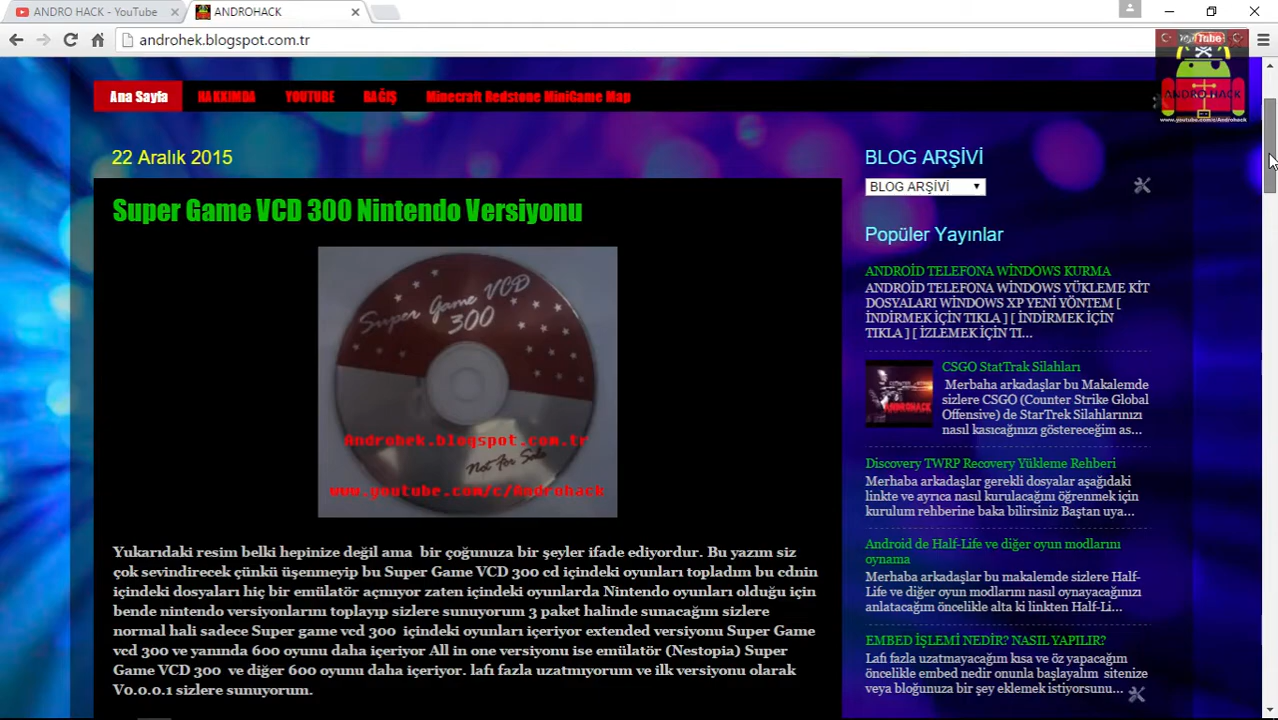 ANDRO HACK - YouTube
ANDROHACK
androhek.blogspot.com.tr
YouTube
ANDRO HACK
www.youtube.com/c/Androhack
Ana Sayfa
HAKKIMDA
YOUTUBE
BAĞIŞ
Minecraft Redstone MiniGame Map
22 Aralık 2015
Super Game VCD 300 Nintendo Versiyonu
Super Game VCD
300
Androhek.blogspot.com.tr
Not For Sale
www.youtube.com/c/Androhack
Yukarıdaki resim belki hepinize değil ama bir çoğunuza bir şeyler ifade ediyordur. Bu yazım siz
çok sevindirecek çünkü üşenmeyip bu Super Game VCD 300 cd içindeki oyunları topladım bu cdnin
içindeki dosyaları hiç bir emülatör açmıyor zaten içindeki oyunlarda Nintendo oyunları olduğu için
bende nintendo versiyonlarını toplayıp sizlere sunuyorum 3 paket halinde sunacağım sizlere
normal hali sadece Super game vcd 300 içindeki oyunları içeriyor extended versiyonu Super Game
vcd 300 ve yanında 600 oyunu daha içeriyor All in one versiyonu ise emülatör (Nestopia) Super
Game VCD 300 ve diğer 600 oyunu daha içeriyor. lafı fazla uzatmıyorum ve ilk versiyonu olarak
V0.0.0.1 sizlere sunuyorum.
BLOG ARŞİVİ
BLOG ARŞİVİ
Popüler Yayınlar
ANDROİD TELEFONA WİNDOWS KURMA
ANDROİD TELEFONA WİNDOWS YÜKLEME KİT
DOSYALARI WİNDOWS XP YENİ YÖNTEM [
İNDİRMEK İÇİN TIKLA ] [ İNDİRMEK İÇİN
TIKLA ] [ İZLEMEK İÇİN TI...
CSGO StatTrak Silahları
Merbaha arkadaşlar bu Makalemde
sizlere CSGO (Counter Strike Global
Offensive) de StarTrek Silahlarınızı
nasıl kasıcağınızı göstereceğim as...
Discovery TWRP Recovery Yükleme Rehberi
Merhaba arkadaşlar gerekli dosyalar aşağıdaki
linkte ve ayrıca nasıl kurulacağını öğrenmek için
kurulum rehberine baka bilirsiniz Baştan uya...
Android de Half-Life ve diğer oyun modlarını
oynama
Merhaba arkadaşlar bu makalemde sizlere Half-
Life ve diğer oyun modlarını nasıl oynayacağınızı
anlatacağım öncelikle alta ki linkten Half-Li...
EMBED İŞLEMİ NEDİR? NASIL YAPILIR?
Lafı fazla uzatmayacağım kısa ve öz yapacağım
öncelikle embed nedir onunla başlayalım sitenize
veya bloğunuza bir şey eklemek istiyorsunu...